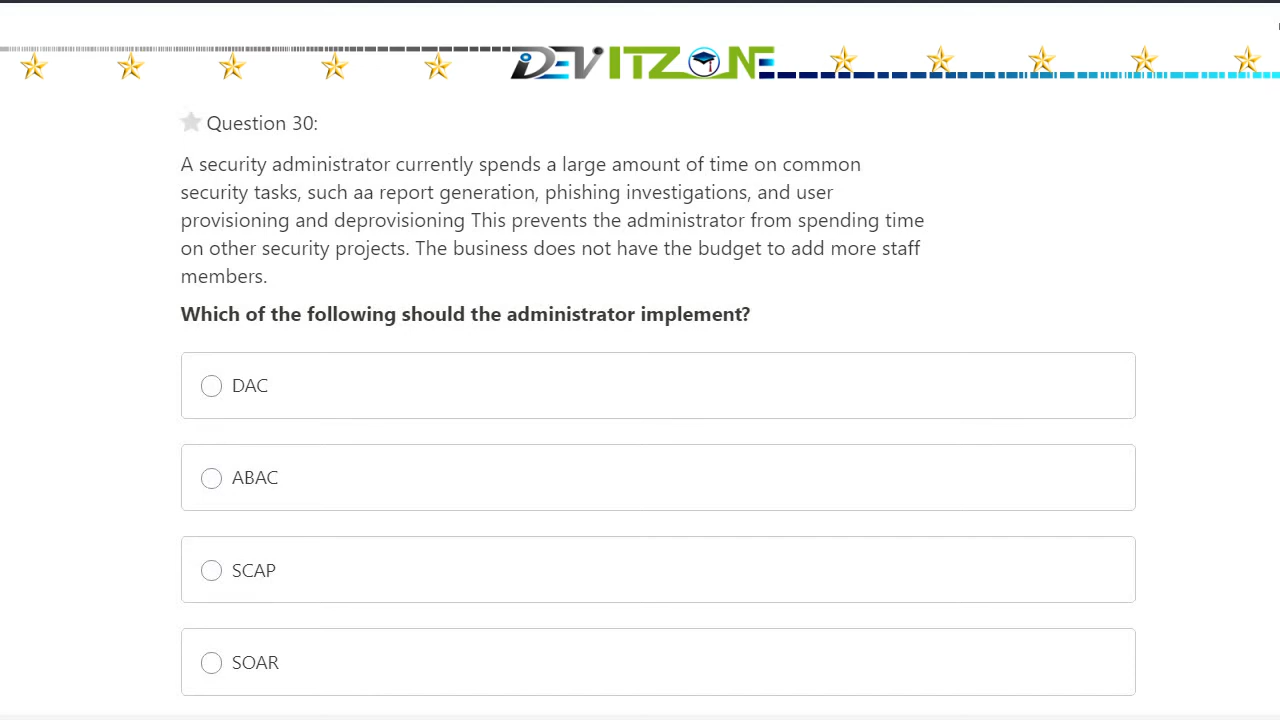 DEV ITZONE
Question 30:
A security administrator currently spends a large amount of time on common
security tasks, such aa report generation, phishing investigations, and user
provisioning and deprovisioning This prevents the administrator from spending time
on other security projects. The business does not have the budget to add more staff
members.
Which of the following should the administrator implement?
DAC
ABAC
SCAP
SOAR